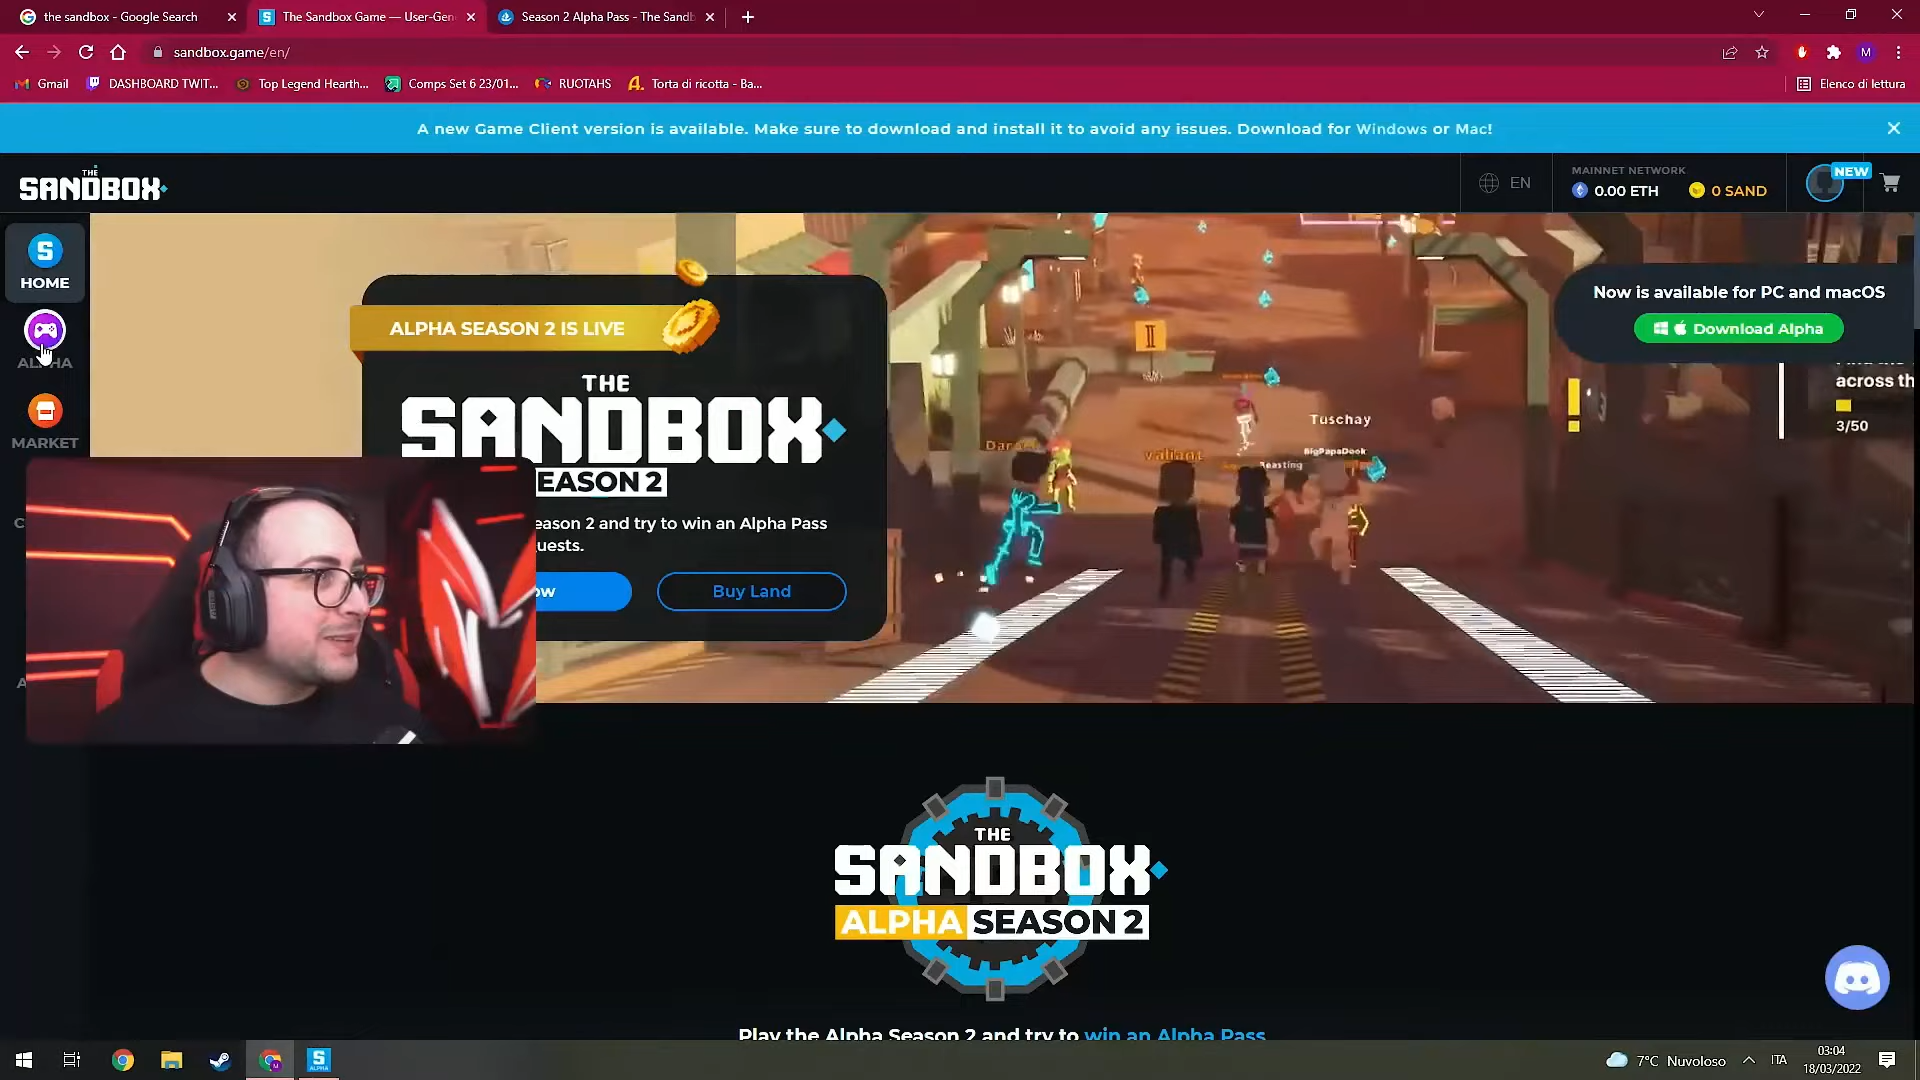 the sandbox - Google Search
The Sandbox Game — User-Gen
Season 2 Alpha Pass - The Sandb
sandbox.game/en/
M
Gmail
DASHBOARD TWIT...
Top Legend Hearth...
Comps Set 6 23/01...
RUOTAHS
Torta di ricotta - Ba...
Elenco di lettura
A new Game Client version is available. Make sure to download and install it to avoid any issues. Download for Windows or Mac!
THE
SANDBOX
EN
MAINNET NETWORK
0.00 ETH
0 SAND
NEW
HOME
ALPHA
MARKET
ALPHA SEASON 2 IS LIVE
THE
SANDBOX
EASON 2
eason 2 and try to win an Alpha Pass
uests.
ow
Buy Land
Now is available for PC and macOS
Download Alpha
across th
3/50
II
Tuschay
BigPapaDook
valiant
THE
SANDBOX
ALPHA SEASON 2
Play the Alpha Season 2 and try to win an Alpha Pass
7°C Nuvoloso
ITA
03:04
18/03/2022